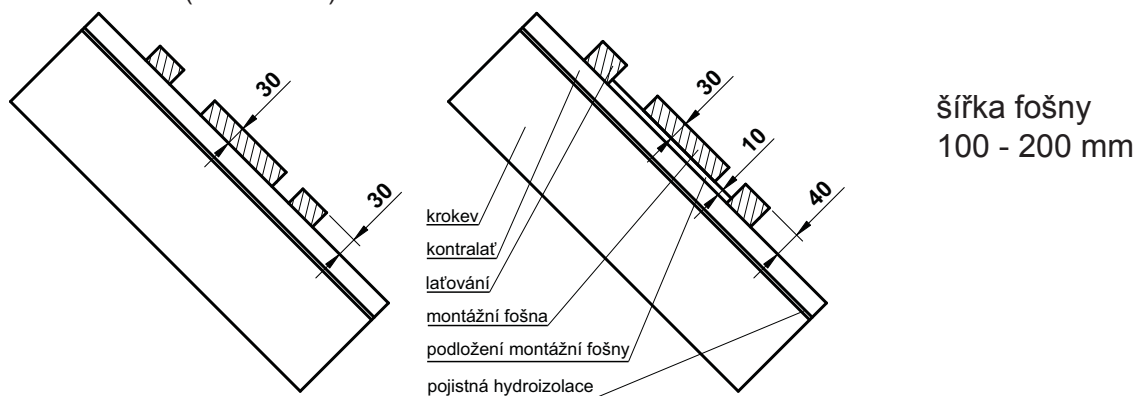 30
30
30
10
40
šířka fošny
100 - 200 mm
krokev
kontralať
laťování
montážní fošna
podložení montážní fošny
pojistná hydroizolace